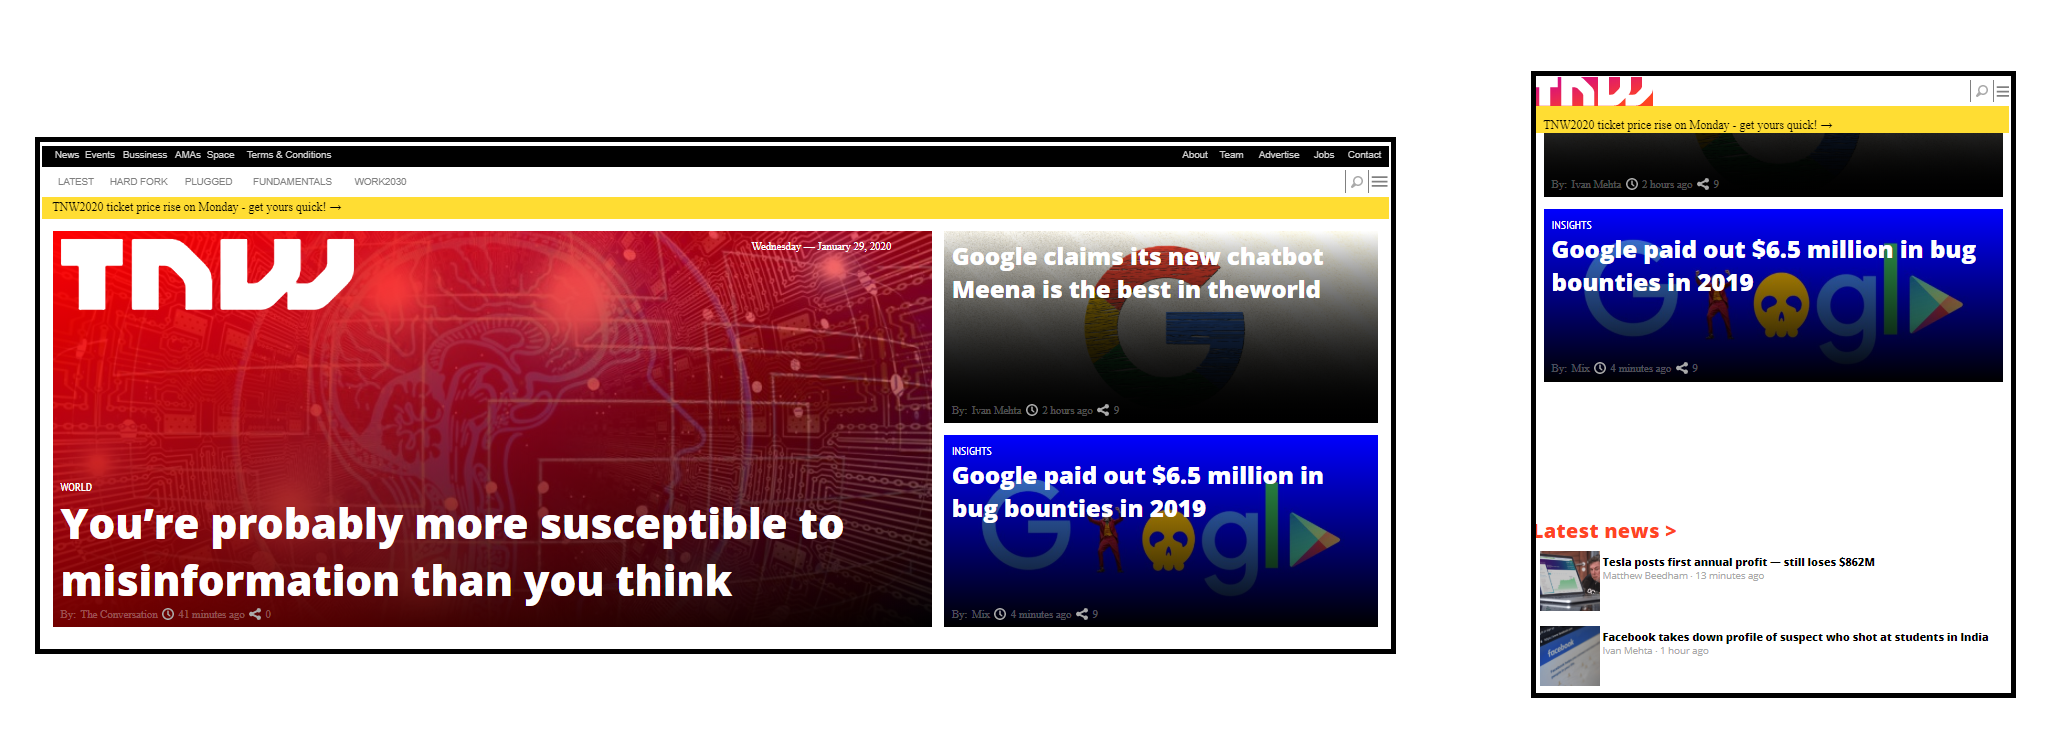 News Events Bussiness AMAs Space Terms & Conditions
About Team Advertise Jobs Contact
LATEST HARD FORK PLUGGED FUNDAMENTALS WORK2030
TNW2020 ticket price rise on Monday - get yours quick! →
TNW
Wednesday — January 29, 2020
WORLD
You’re probably more susceptible to
misinformation than you think
By: The Conversation 41 minutes ago 0
Google claims its new chatbot
Meena is the best in theworld
By: Ivan Mehta 2 hours ago 9
INSIGHTS
Google paid out $6.5 million in
bug bounties in 2019
By: Mix 4 minutes ago 9
TNW
TNW2020 ticket price rise on Monday - get yours quick! →
By: Ivan Mehta 2 hours ago 9
INSIGHTS
Google paid out $6.5 million in bug
bounties in 2019
By: Mix 4 minutes ago 9
Latest news >
Tesla posts first annual profit — still loses $862M
Matthew Beedham · 13 minutes ago
facebook
Facebook takes down profile of suspect who shot at students in India
Ivan Mehta · 1 hour ago